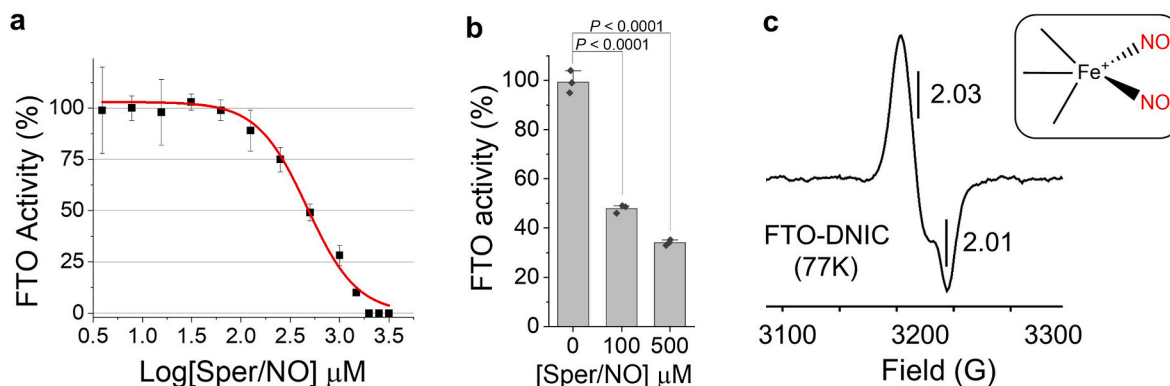 a
FTO Activity (%)
100
75
50
25
0
0.5 1.0 1.5 2.0 2.5 3.0 3.5
Log[Sper/NO] µM
b
P < 0.0001
P < 0.0001
FTO activity (%)
100
80
60
40
20
0
0 100 500
[Sper/NO] µM
c
Fe+
NO
NO
2.03
2.01
FTO-DNIC
(77K)
3100 3200 3300
Field (G)